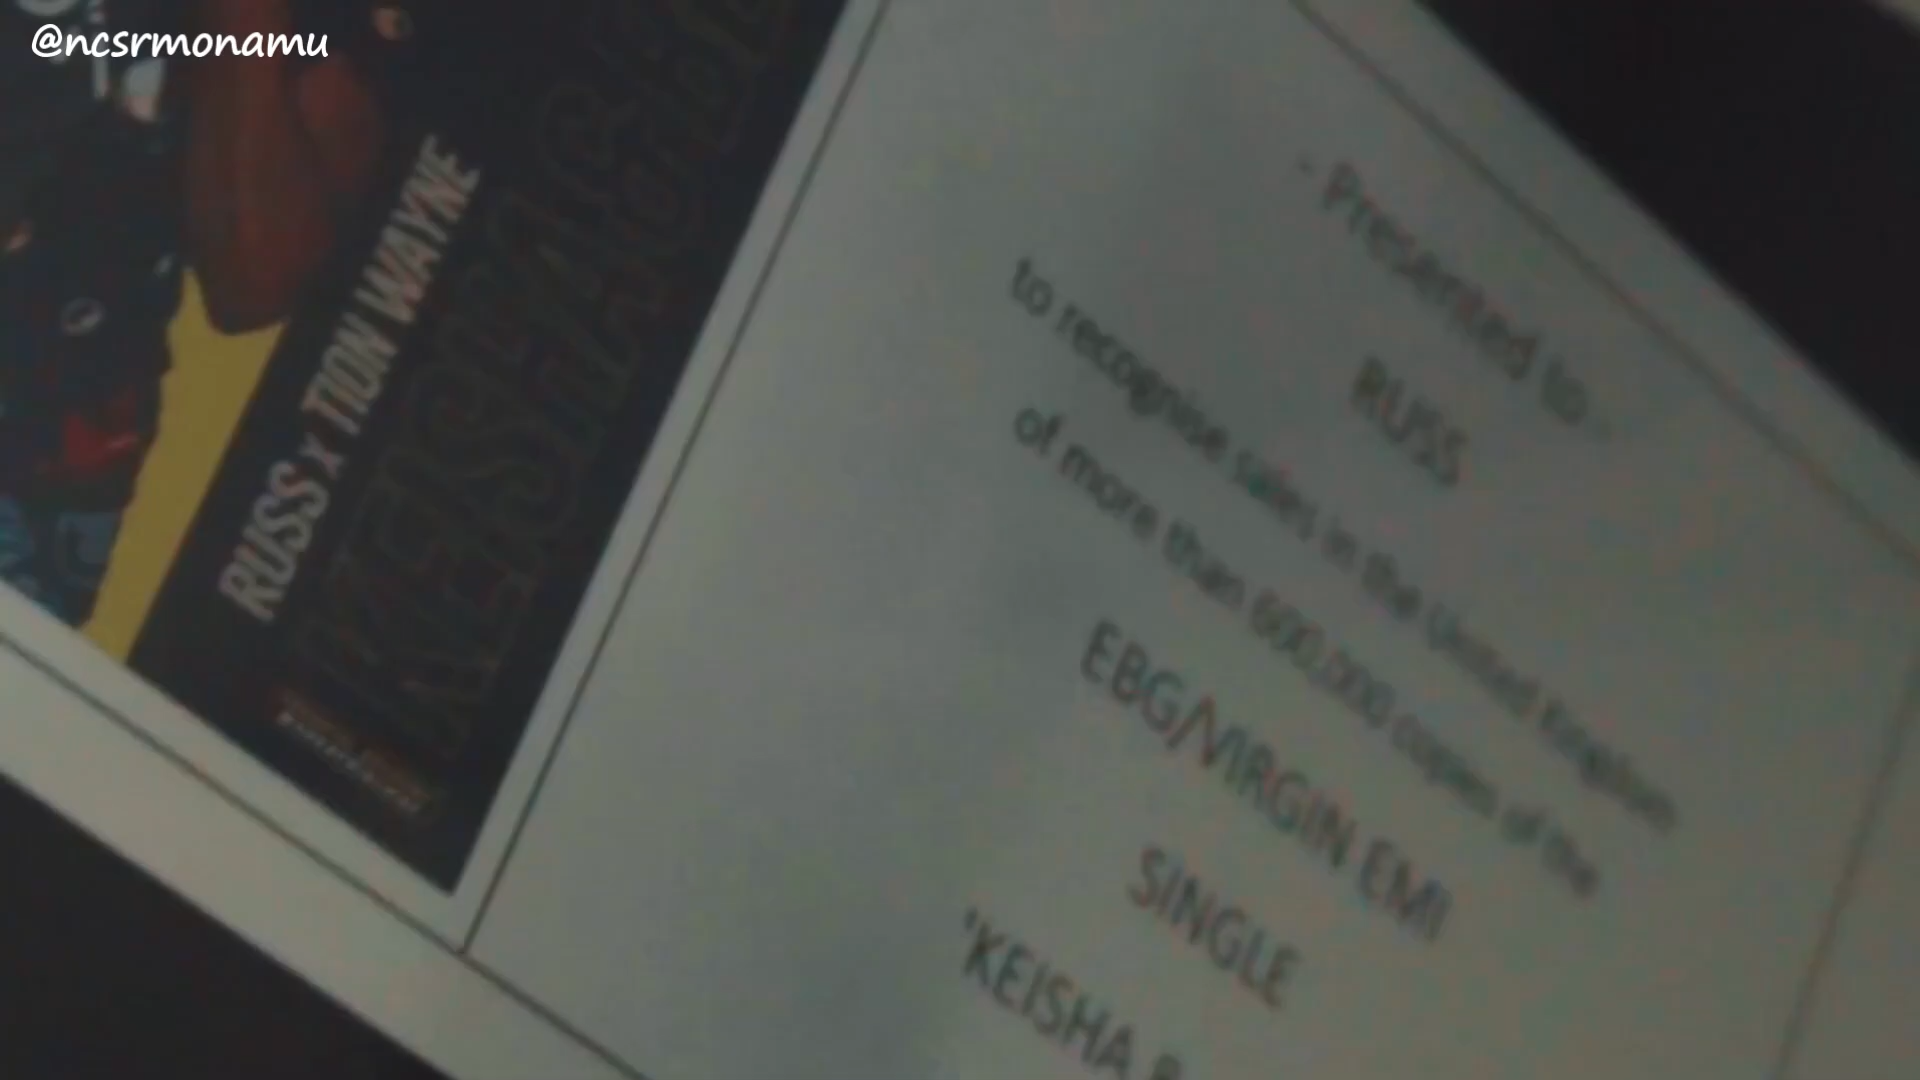 @ncsrmonamu
RUSS x TION WAYNE
KEISHA &
- Presented to -
RUSS
to recognise sales in the United Kingdom
of more than 600,000 copies of the
EBG/VIRGIN EMI
SINGLE
"KEISHA